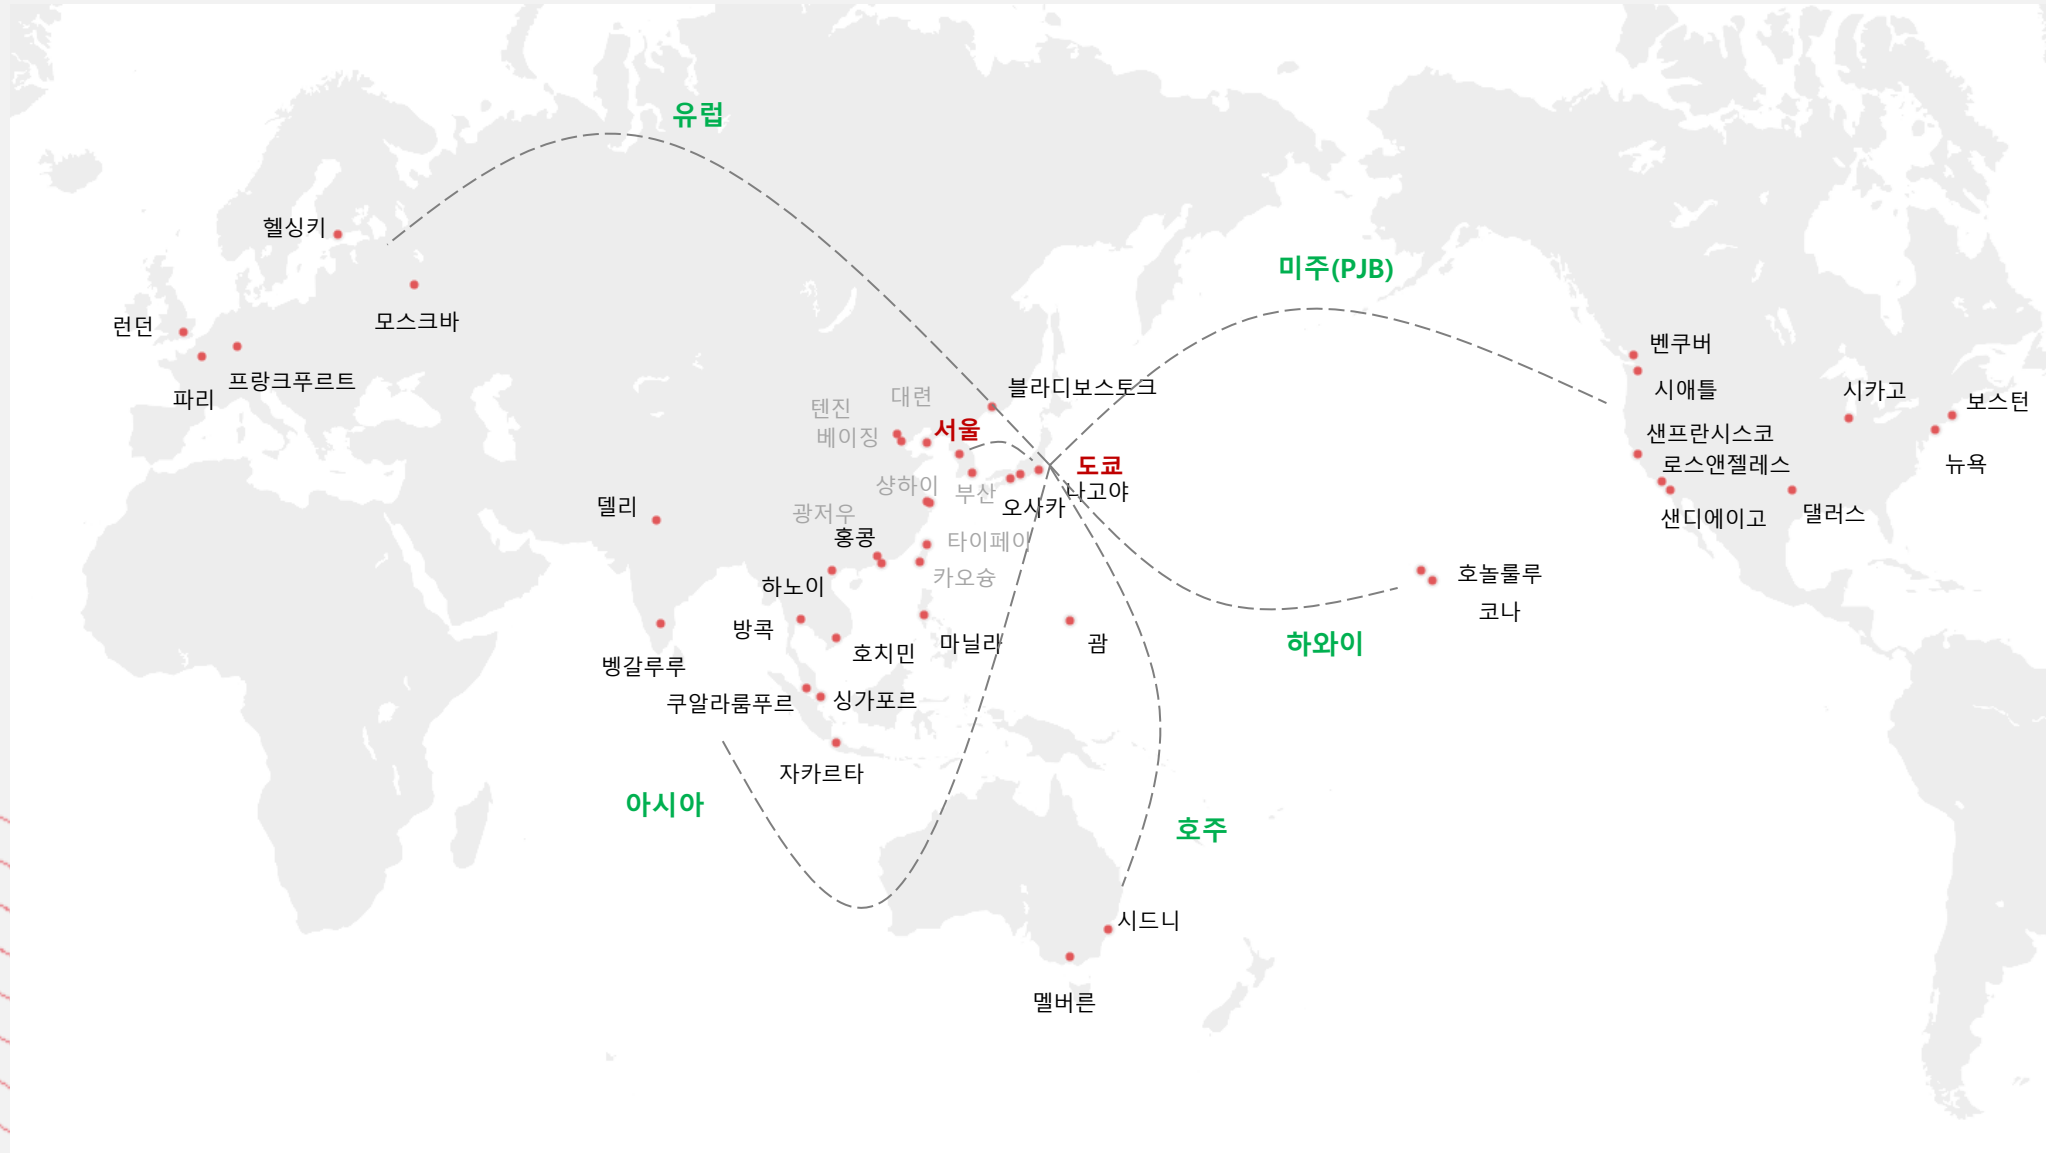 유럽
헬싱키
모스크바
런던
프랑크푸르트
파리
미주(PJB)
벤쿠버
시애틀
시카고
보스턴
샌프란시스코
로스앤젤레스
뉴욕
샌디에이고
댈러스
블라디보스토크
대련
텐진
베이징
서울
도쿄
나고야
샹하이
부산
오사카
델리
광저우
홍콩
타이페이
하노이
카오슝
호놀룰루
코나
방콕
호치민
마닐라
괌
하와이
벵갈루루
쿠알라룸푸르
싱가포르
자카르타
아시아
호주
시드니
멜버른